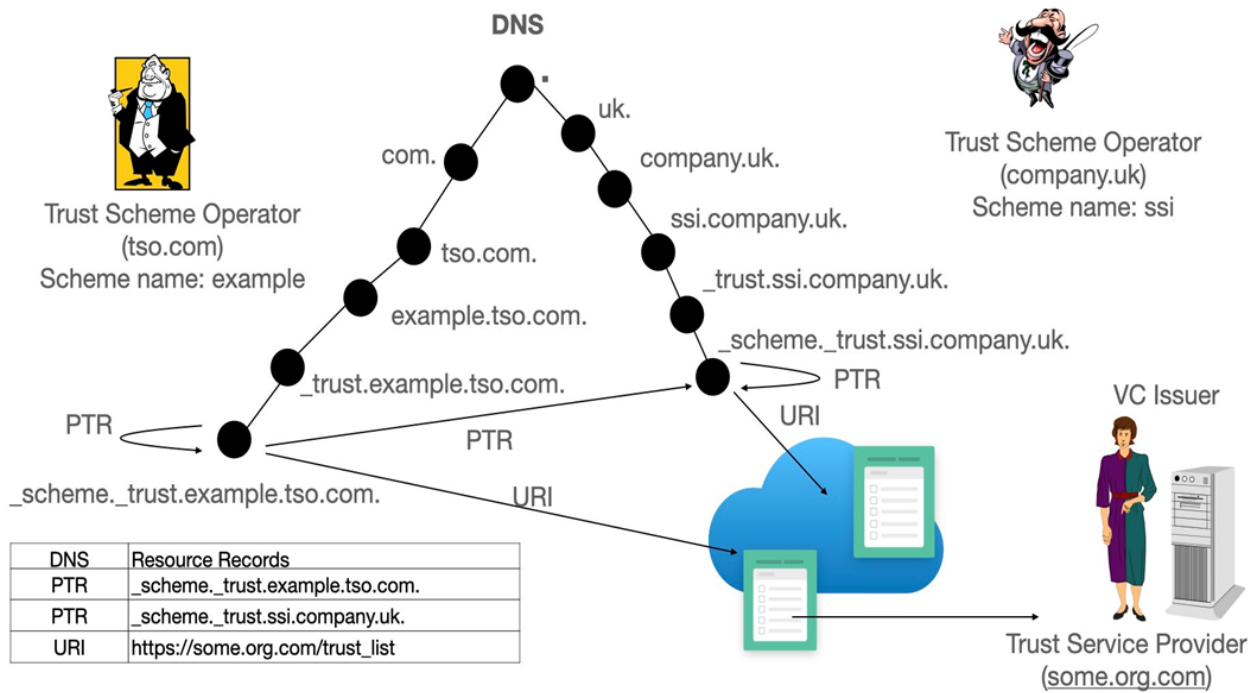 DNS
.
uk.
com.
company.uk.
Trust Scheme Operator
(company.uk)
Scheme name: ssi
Trust Scheme Operator
(tso.com)
Scheme name: example
ssi.company.uk.
tso.com.
_trust.ssi.company.uk.
example.tso.com.
_scheme._trust.ssi.company.uk.
_trust.example.tso.com.
PTR
VC Issuer
PTR
PTR
URI
_scheme._trust.example.tso.com.
URI
DNS Resource Records
PTR _scheme._trust.example.tso.com.
PTR _scheme._trust.ssi.company.uk.
URI https://some.org.com/trust_list
Trust Service Provider
(some.org.com)